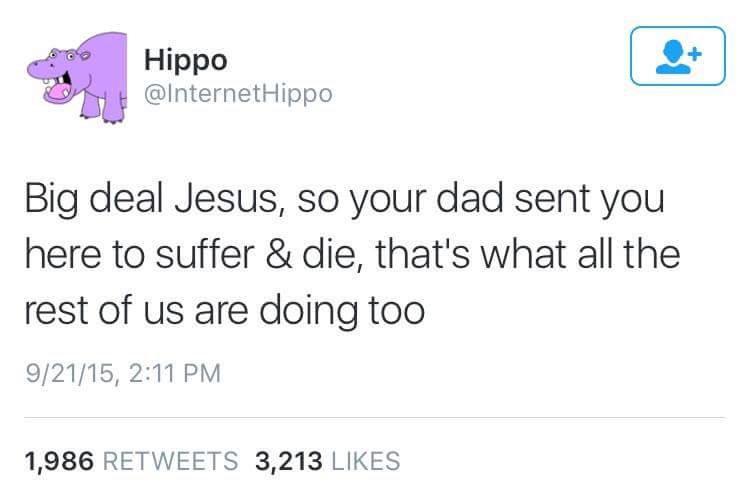 Hippo
@InternetHippo
Big deal Jesus, so your dad sent you
here to suffer & die, that's what all the
rest of us are doing too
9/21/15, 2:11 PM
1,986 RETWEETS 3,213 LIKES